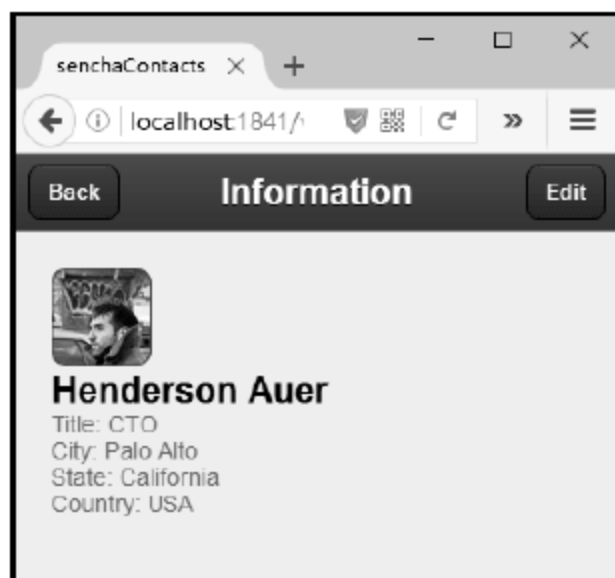 senchaContacts
localhost:1841/
Back Information Edit
Henderson Auer
Title: CTO
City: Palo Alto
State: California
Country: USA